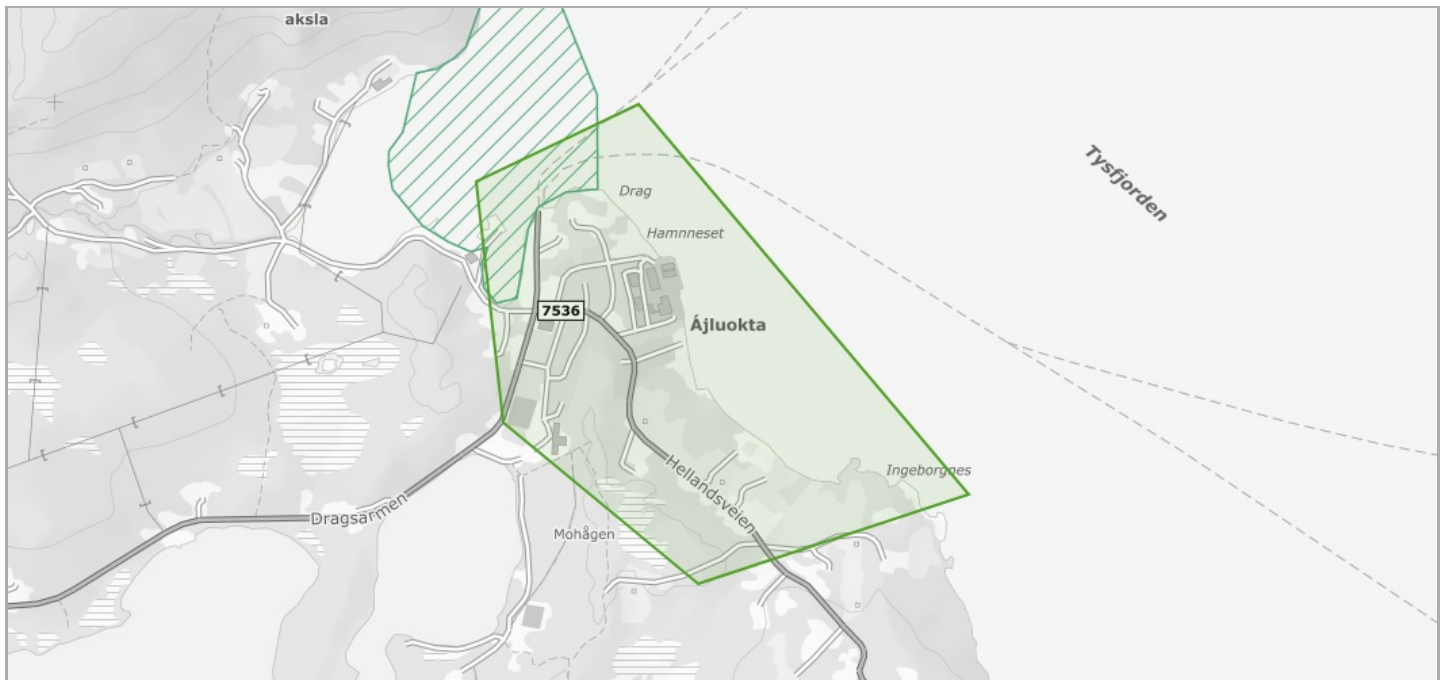 aksla
Tysfjorden
Drag
Hamnneset
7536
Ájluokta
Ingeborgnes
Hellandsveien
Dragsarmen
Mohågen